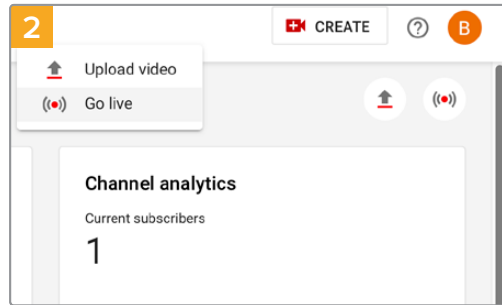 2
CREATE
B
Upload video
Go live
Channel analytics
Current subscribers
1